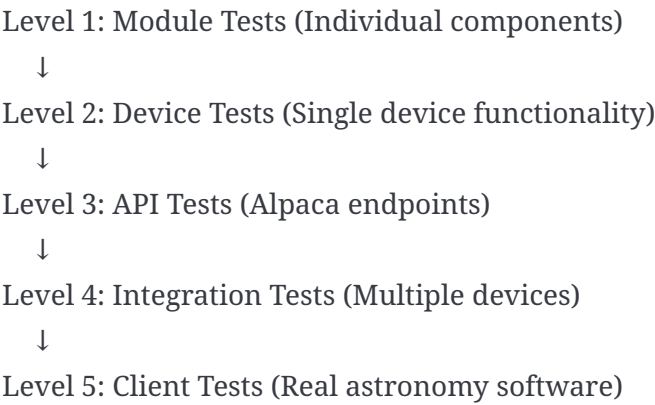 Level 1: Module Tests (Individual components)
↓
Level 2: Device Tests (Single device functionality)
↓
Level 3: API Tests (Alpaca endpoints)
↓
Level 4: Integration Tests (Multiple devices)
↓
Level 5: Client Tests (Real astronomy software)